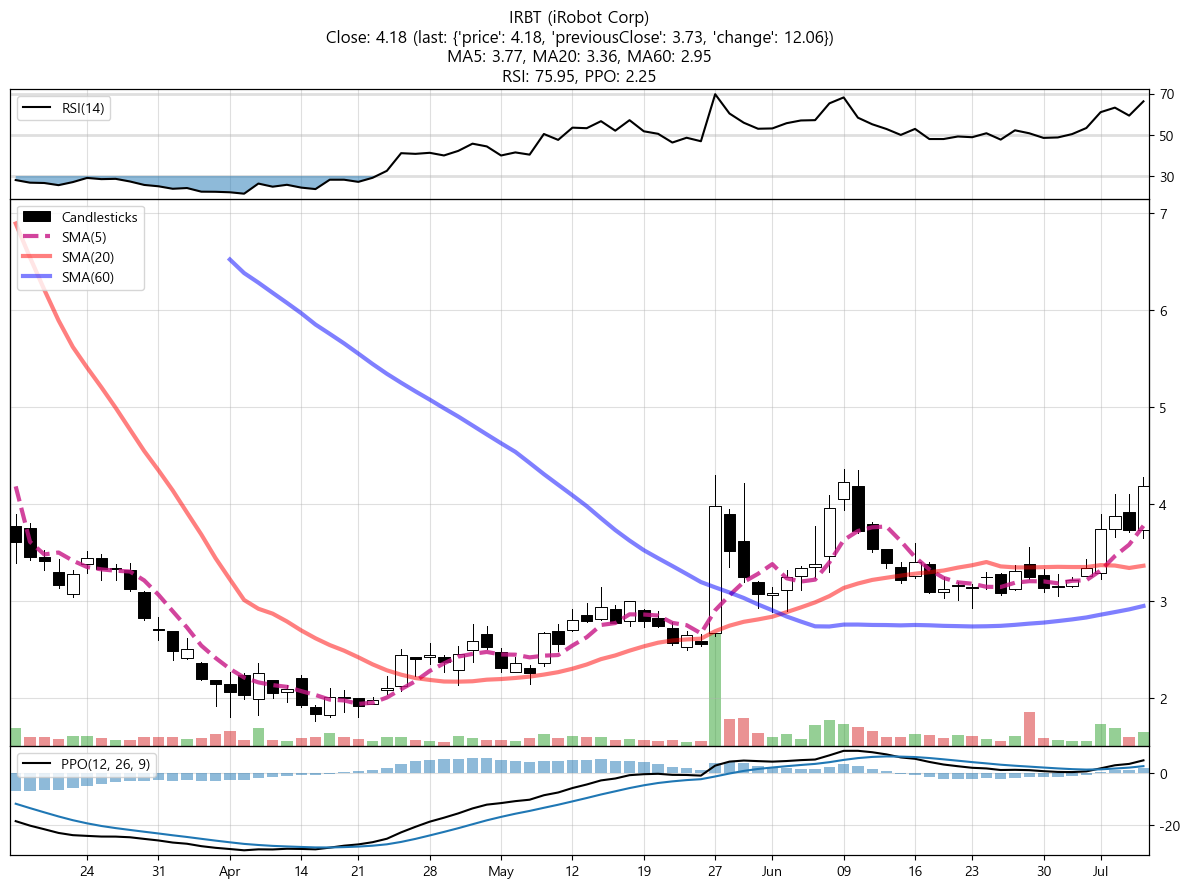 IRBT (iRobot Corp)
Close: 4.18 (last: {'price': 4.18, 'previousClose': 3.73, 'change': 12.06})
MA5: 3.77, MA20: 3.36, MA60: 2.95
RSI: 75.95, PPO: 2.25
RSI(14)
70
50
30
Candlesticks
SMA(5)
SMA(20)
SMA(60)
7
6
5
4
3
2
PPO(12, 26, 9)
0
-20
24 31 Apr 14 21 28 May 12 19 27 Jun 09 16 23 30 Jul